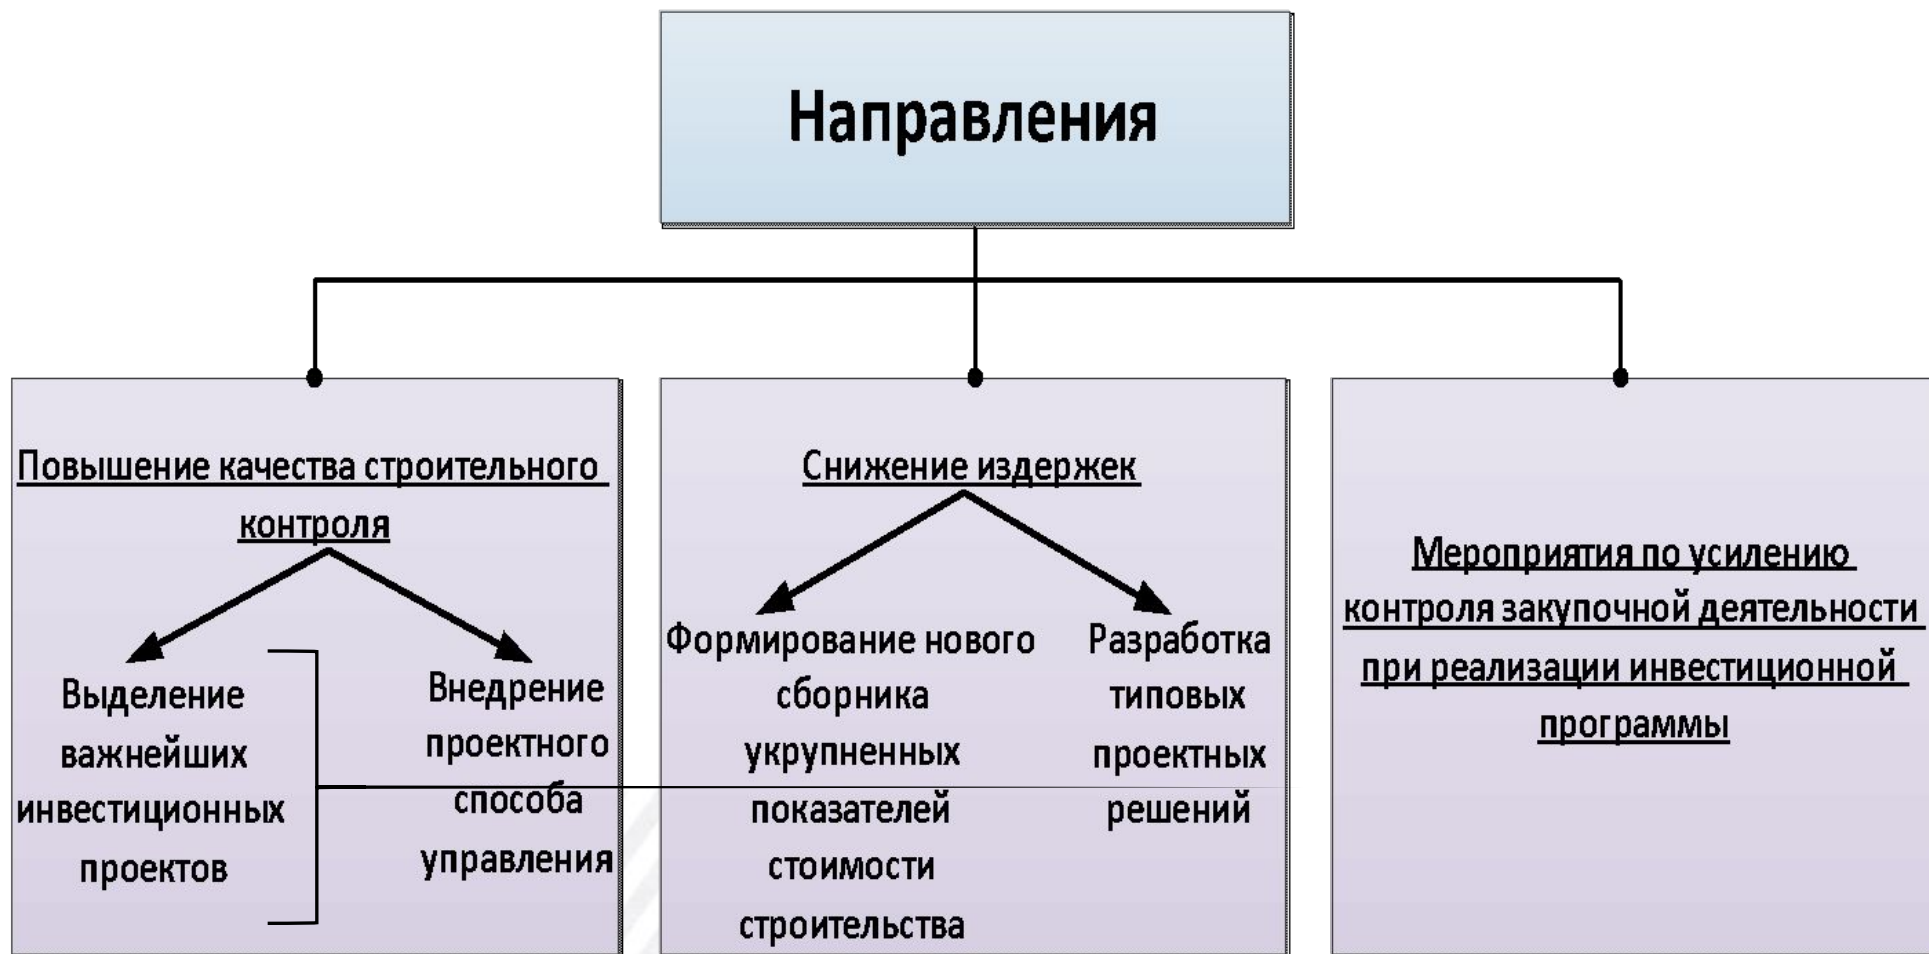 Направления
Повышение качества строительного
контроля
Выделение
важнейших
инвестиционных
проектов
Внедрение
проектного
способа
управления
Снижение издержек
Формирование нового
сборника
укрупненных
показателей
стоимости
строительства
Разработка
типовых
проектных
решений
Мероприятия по усилению
контроля закупочной деятельности
при реализации инвестиционной
программы